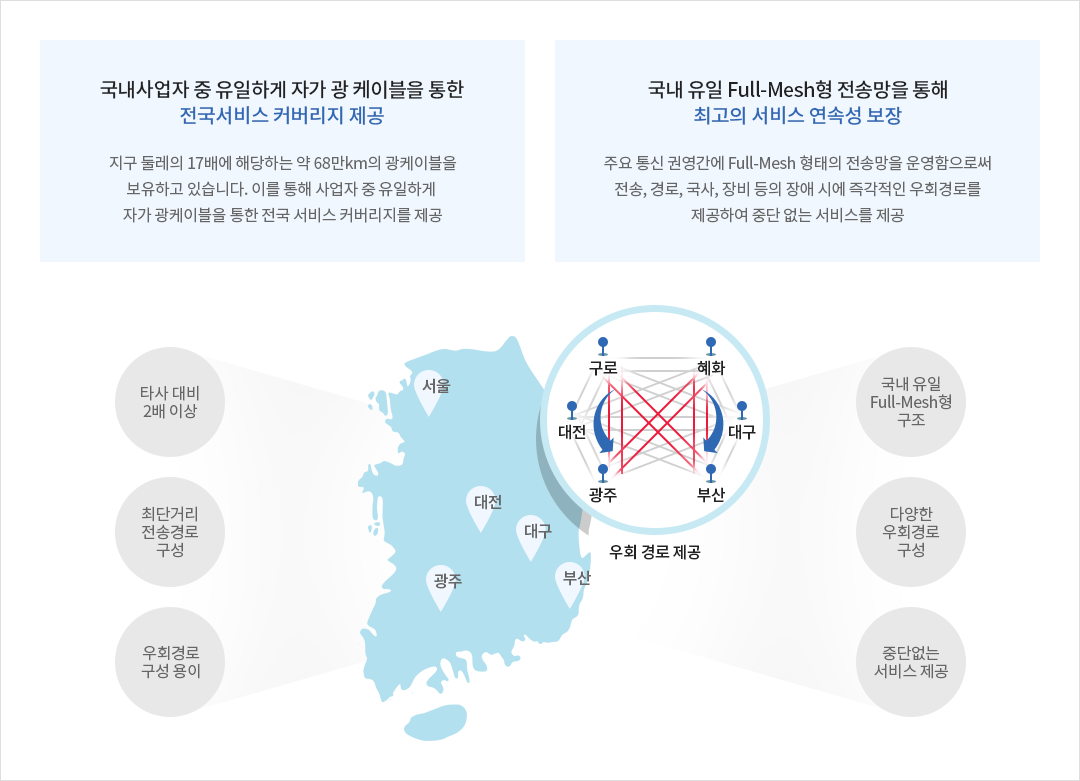 국내사업자 중 유일하게 자가 광 케이블을 통한
전국서비스 커버리지 제공
지구 둘레의 17배에 해당하는 약 68만km의 광케이블을
보유하고 있습니다. 이를 통해 사업자 중 유일하게
자가 광케이블을 통한 전국 서비스 커버리지를 제공
국내 유일 Full-Mesh형 전송망을 통해
최고의 서비스 연속성 보장
주요 통신 권영간에 Full-Mesh 형태의 전송망을 운영함으로써
전송, 경로, 국사, 장비 등의 장애 시에 즉각적인 우회경로를
제공하여 중단 없는 서비스를 제공
타사 대비
2배 이상
최단거리
전송경로
구성
우회경로
구성 용이
서울
대전
대구
광주
부산
구로
혜화
대전
대구
광주
부산
우회 경로 제공
국내 유일
Full-Mesh형
구조
다양한
우회경로
구성
중단없는
서비스 제공